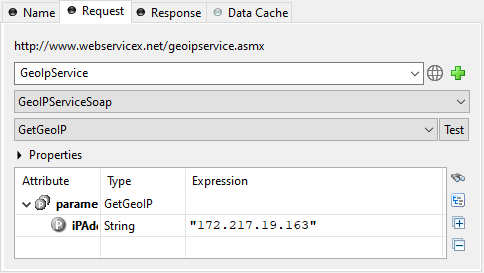 Name Request Response Data Cache
http://www.webservicex.net/geoipservice.asmx
GeoIpService
GeoIPServiceSoap
GetGeoIP Test
Properties
Attribute Type Expression
parame GetGeoIP
P iPAdd String "172.217.19.163"